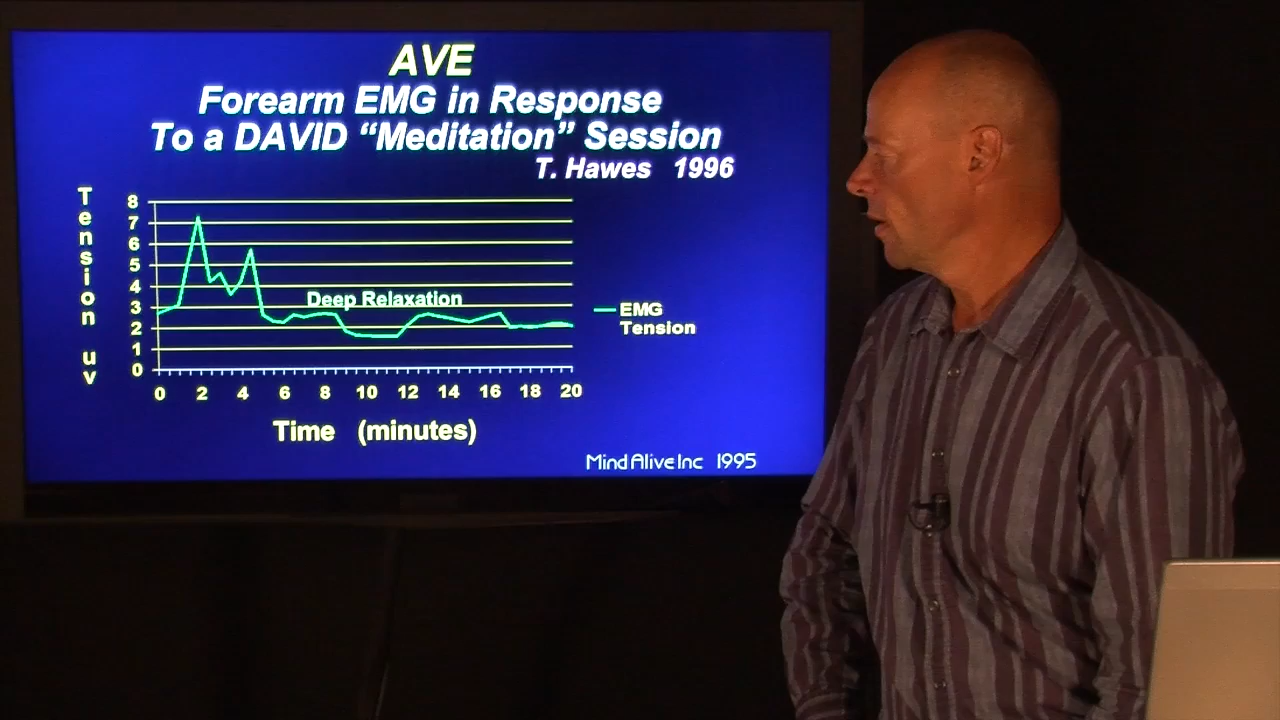 AVE
Forearm EMG in Response
To a DAVID “Meditation” Session
T. Hawes 1996
Tension uv
8
7
6
5
4
3
2
1
0
Deep Relaxation
EMG
Tension
0 2 4 6 8 10 12 14 16 18 20
Time (minutes)
Mind Alive Inc 1995